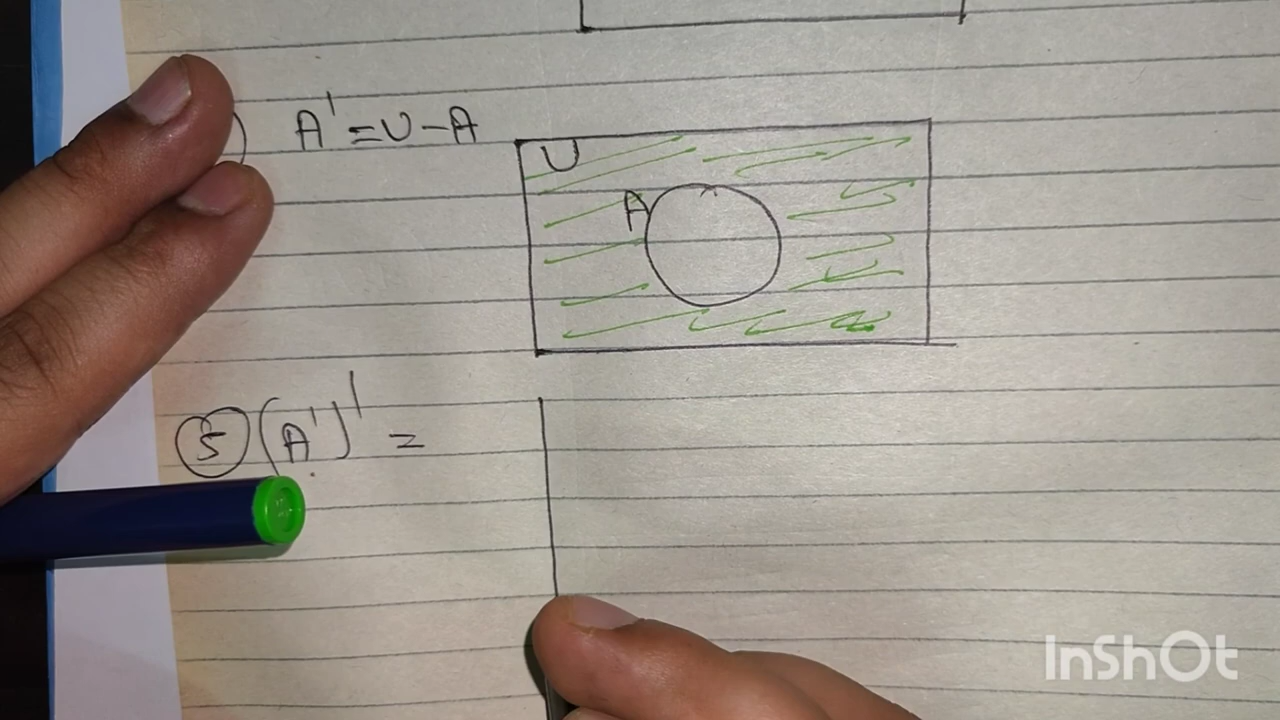 ) A' = U - A
U
A
⑤ (A')' =
InShOt